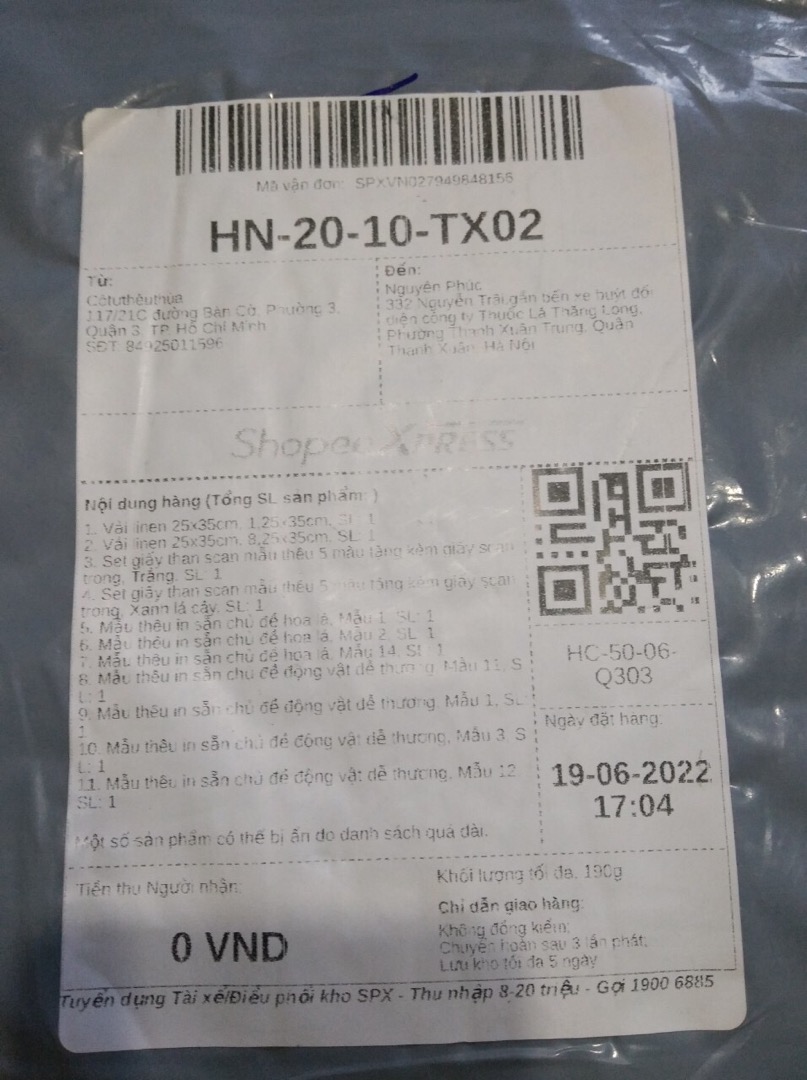 Mã vận đơn: SPXVN027949848156
HN-20-10-TX02
Từ:
Cốtuthêuthùa
117/21C đường Bàn Cờ, Phường 3,
Quận 3, TP. Hồ Chí Minh
SĐT: 84925011596
Đến:
Nguyên Phúc
332 Nguyễn Trãi,gần bến xe buýt đối
diện công ty Thuốc Lá Thăng Long,
Phường Thanh Xuân Trung, Quận
Thanh Xuân, Hà Nội
Shopee XPRESS
Nội dung hàng (Tổng SL sản phẩm: )
1. Vải linen 25x35cm, 1,25x35cm, SL: 1
2. Vải linen 25x35cm, 8,25x35cm, SL: 1
3. Set giấy than scan mẫu thêu 5 màu tặng kèm giấy scan
trong, Trắng, SL: 1
4. Set giấy than scan mẫu thêu 5 màu tặng kèm giấy scan
trong, Xanh lá cây, SL: 1
5. Mẫu thêu in sẵn chủ đề hoa lá, Mẫu 1, SL: 1
6. Mẫu thêu in sẵn chủ đề hoa lá, Mẫu 2, SL: 1
7. Mẫu thêu in sẵn chủ đề hoa lá, Mẫu 14, SL: 1
8. Mẫu thêu in sẵn chủ đề động vật dễ thương, Mẫu 11, S
L: 1
9. Mẫu thêu in sẵn chủ đề động vật dễ thương, Mẫu 1, SL:
1
10. Mẫu thêu in sẵn chủ đề động vật dễ thương, Mẫu 3, S
L: 1
11. Mẫu thêu in sẵn chủ đề động vật dễ thương, Mẫu 12,
SL: 1
Một số sản phẩm có thể bị ẩn do danh sách quá dài.
HC-50-06-
Q303
Ngày đặt hàng:
19-06-2022
17:04
Tiền thu Người nhận:
0 VND
Khối lượng tối đa: 190g
Chỉ dẫn giao hàng:
Không đồng kiểm;
Chuyển hoàn sau 3 lần phát;
Lưu kho tối đa 5 ngày
Tuyển dụng Tài xế/Điều phối kho SPX - Thu nhập 8-20 triệu - Gọi 1900 6885